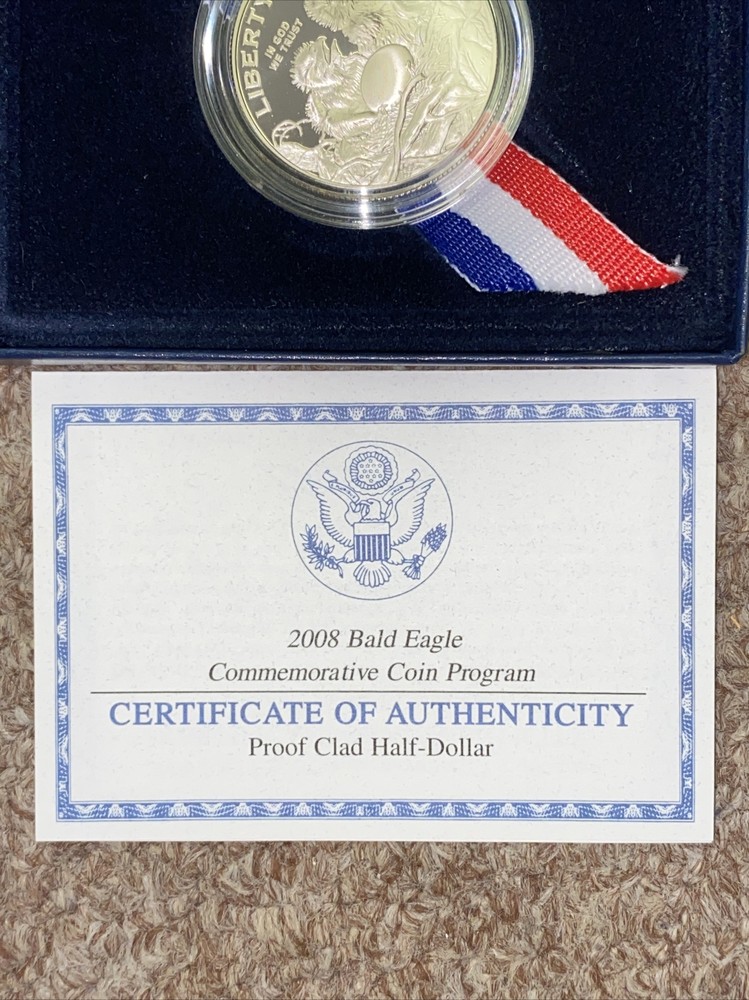 LIBERTY
IN GOD
WE TRUST
2008 Bald Eagle
Commemorative Coin Program
CERTIFICATE OF AUTHENTICITY
Proof Clad Half-Dollar